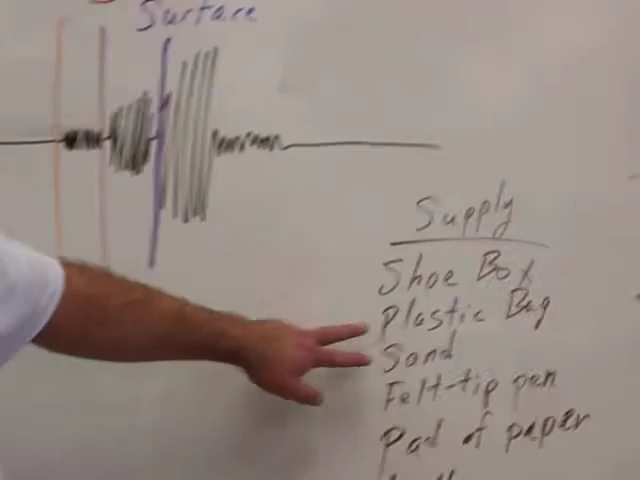 Surface
Supply
Shoe Box
Plastic Bag
Sand
Felt-tip pen
Pad of paper